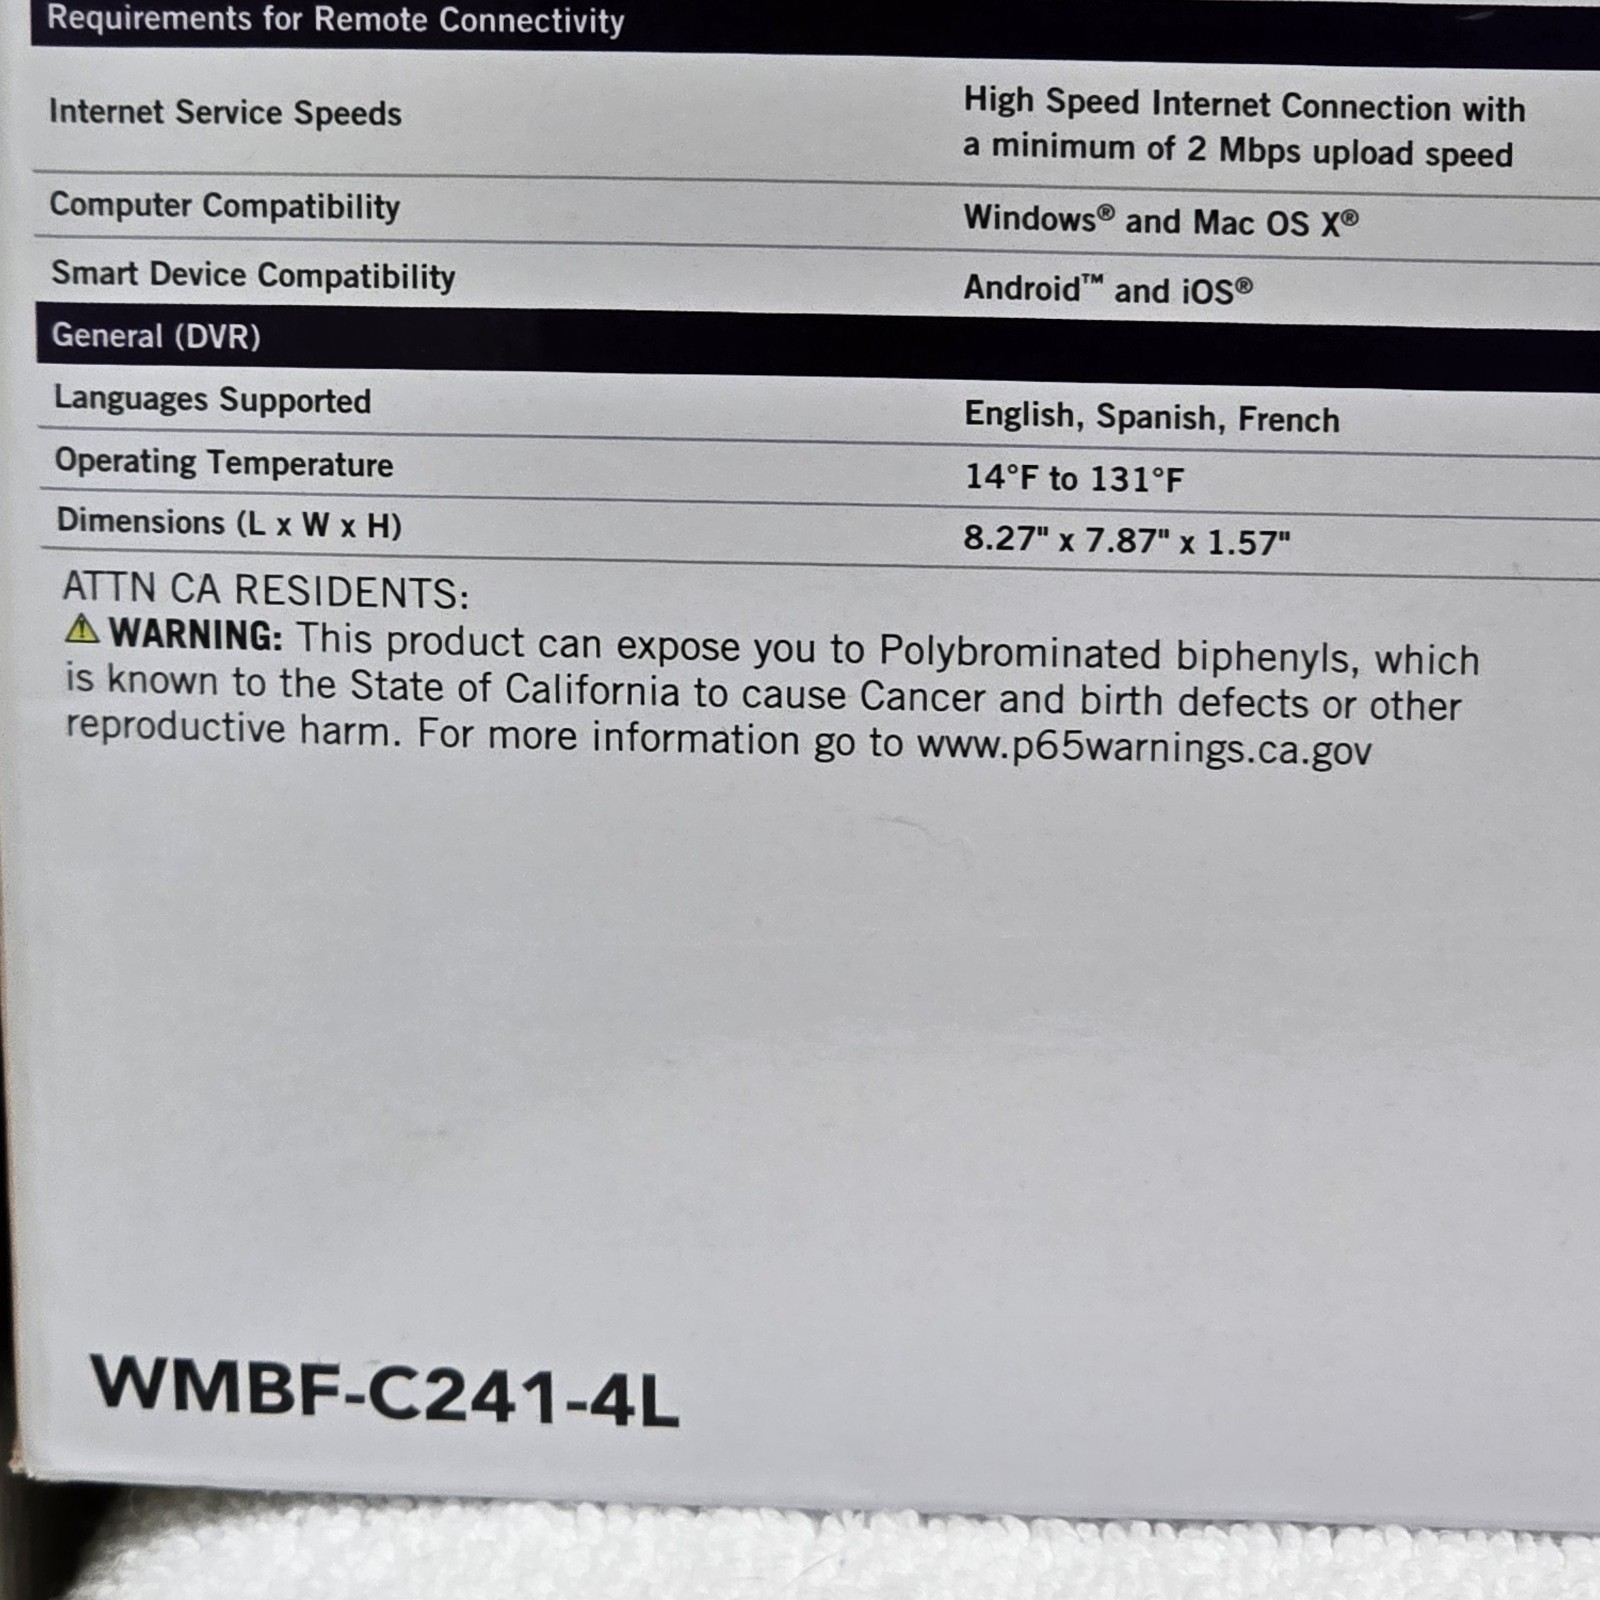 Requirements for Remote Connectivity
Internet Service Speeds
High Speed Internet Connection with
a minimum of 2 Mbps upload speed
Computer Compatibility
Windows® and Mac OS X®
Smart Device Compatibility
Android™ and iOS®
General (DVR)
Languages Supported
English, Spanish, French
Operating Temperature
14°F to 131°F
Dimensions (L x W x H)
8.27" x 7.87" x 1.57"
ATTN CA RESIDENTS:
⚠ WARNING: This product can expose you to Polybrominated biphenyls, which
is known to the State of California to cause Cancer and birth defects or other
reproductive harm. For more information go to www.p65warnings.ca.gov
WMBF-C241-4L